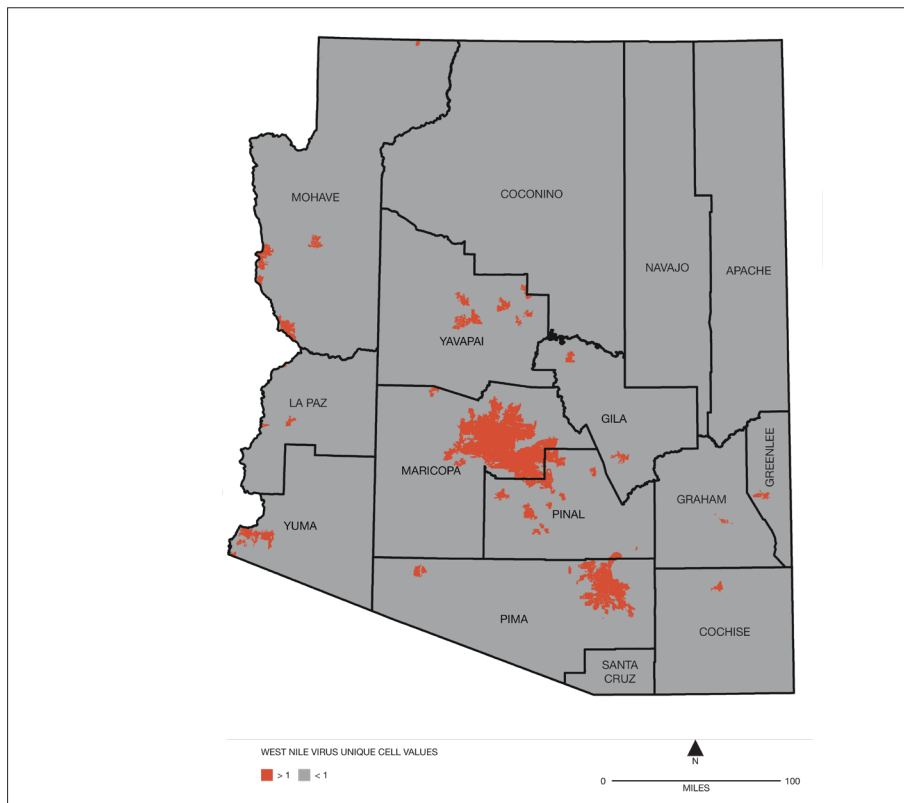 MOHAVE
COCONINO
NAVAJO
APACHE
YAVAPAI
LA PAZ
GILA
MARICOPA
GREENLEE
GRAHAM
YUMA
PINAL
PIMA
COCHISE
SANTA
CRUZ
WEST NILE VIRUS UNIQUE CELL VALUES
> 1 < 1
N
0 100
MILES